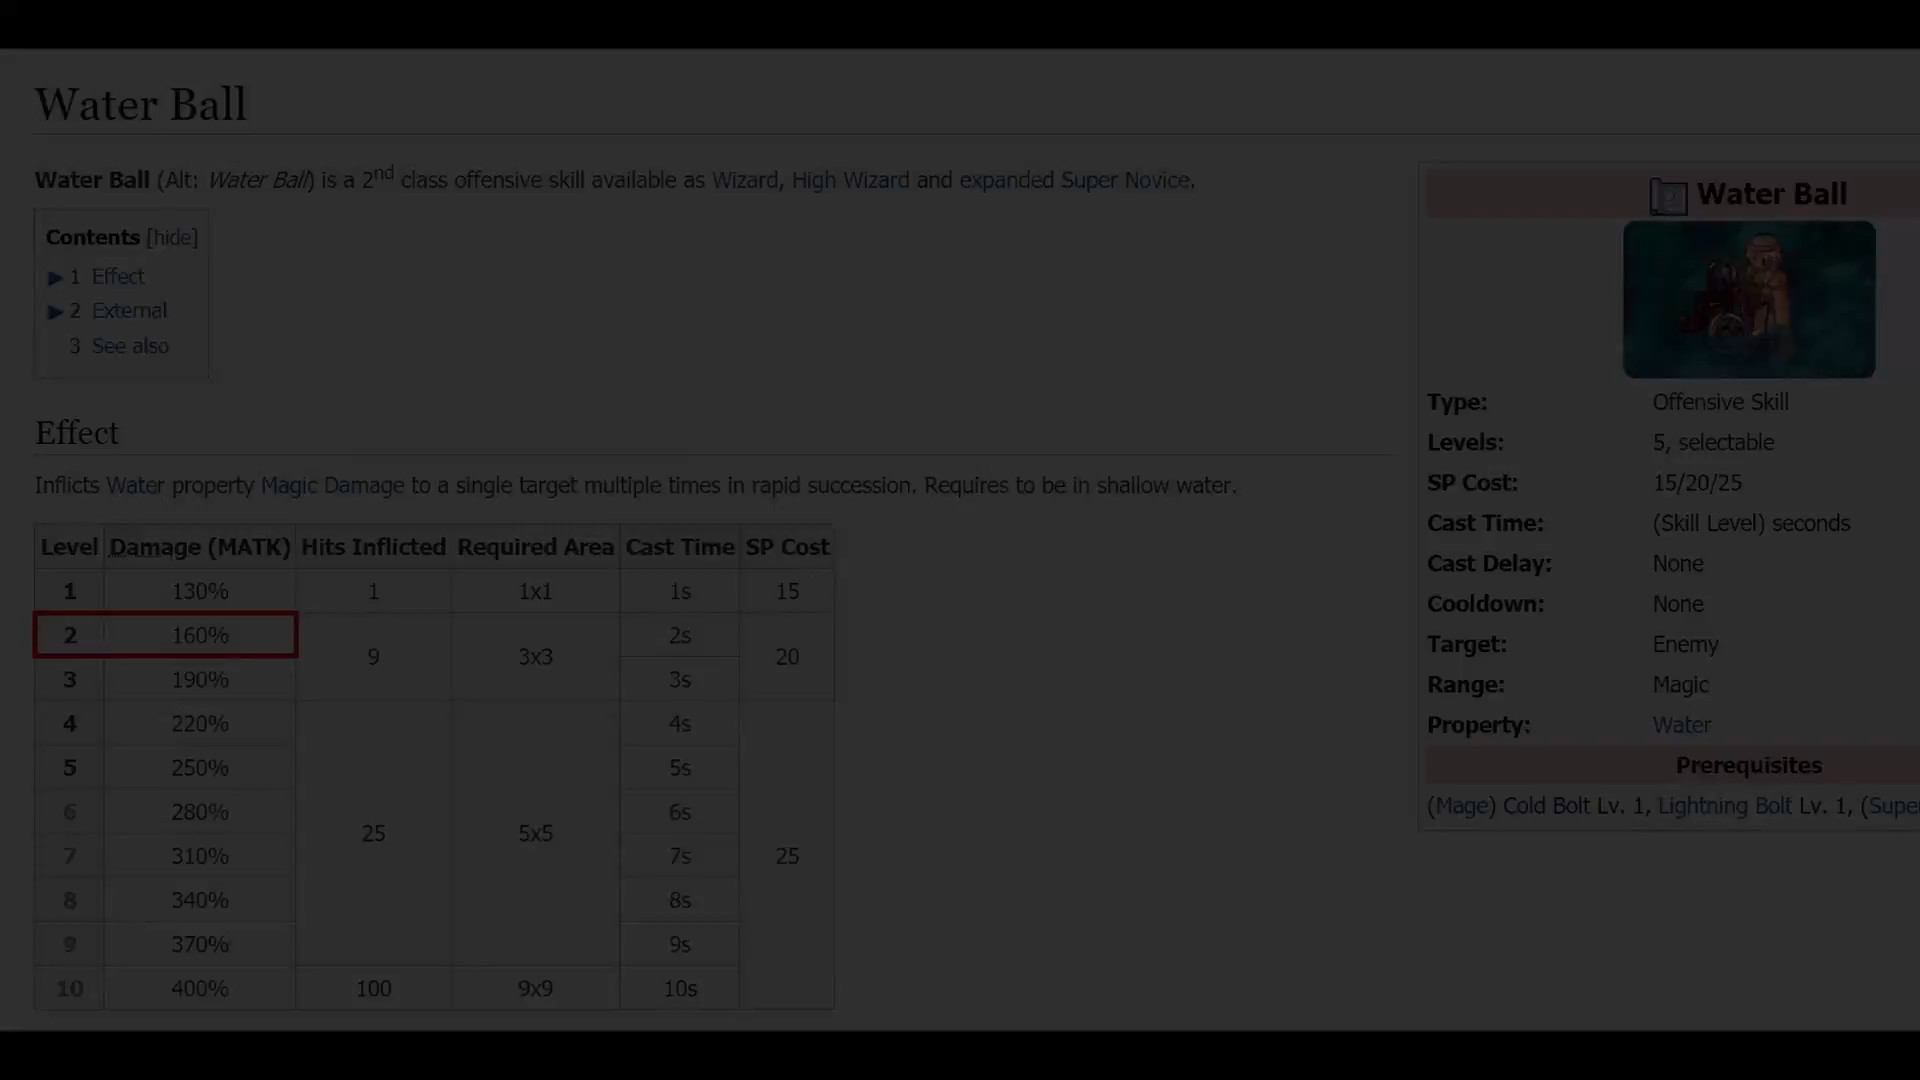 Water Ball
Water Ball (Alt: Water Ball) is a 2nd class offensive skill available as Wizard, High Wizard and expanded Super Novice.
Contents [hide]
1 Effect
2 External
3 See also
Effect
Inflicts Water property Magic Damage to a single target multiple times in rapid succession. Requires to be in shallow water.
Level Damage (MATK) Hits Inflicted Required Area Cast Time SP Cost
1 130% 1 1x1 1s 15
2 160% 9 3x3 2s 20
3 190% 3s
4 220% 25 5x5 4s 25
5 250% 5s
6 280% 6s
7 310% 7s
8 340% 8s
9 370% 9s
10 400% 100 9x9 10s
Water Ball
Type: Offensive Skill
Levels: 5, selectable
SP Cost: 15/20/25
Cast Time: (Skill Level) seconds
Cast Delay: None
Cooldown: None
Target: Enemy
Range: Magic
Property: Water
Prerequisites
(Mage) Cold Bolt Lv. 1, Lightning Bolt Lv. 1, (Super